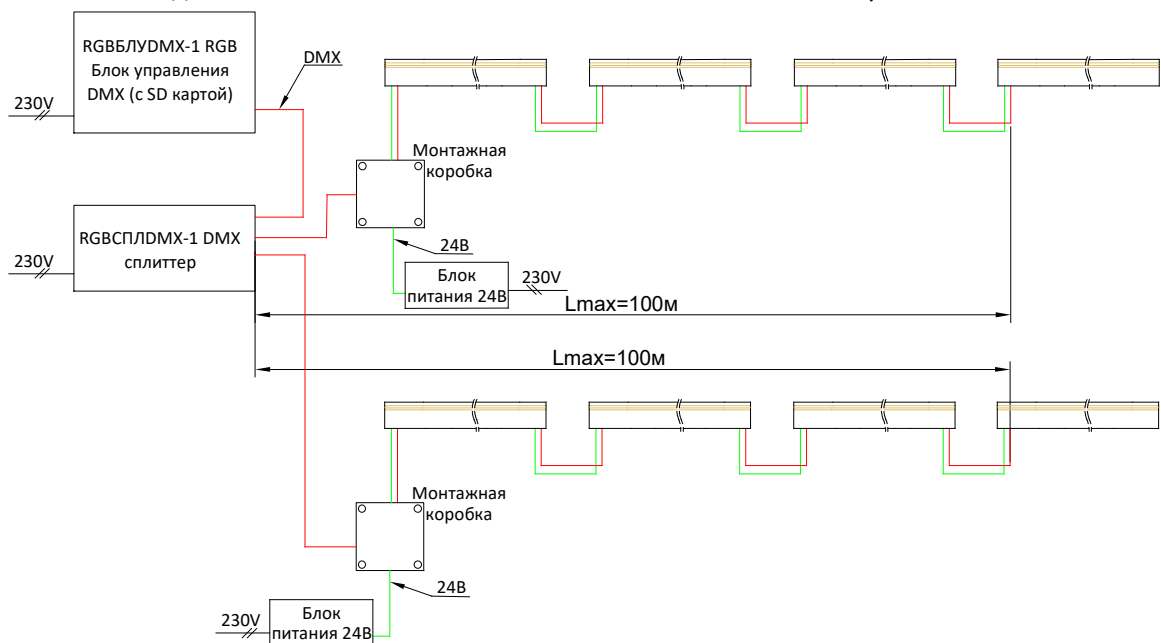 RGBБЛУDMX-1 RGB
Блок управления
DMX (с SD картой)
230V
DMX
Монтажная
коробка
RGBСПЛDMX-1 DMX
сплиттер
230V
24В
Блок
питания 24В
230V
Lmax=100м
Lmax=100м
Монтажная
коробка
24В
230V
Блок
питания 24В